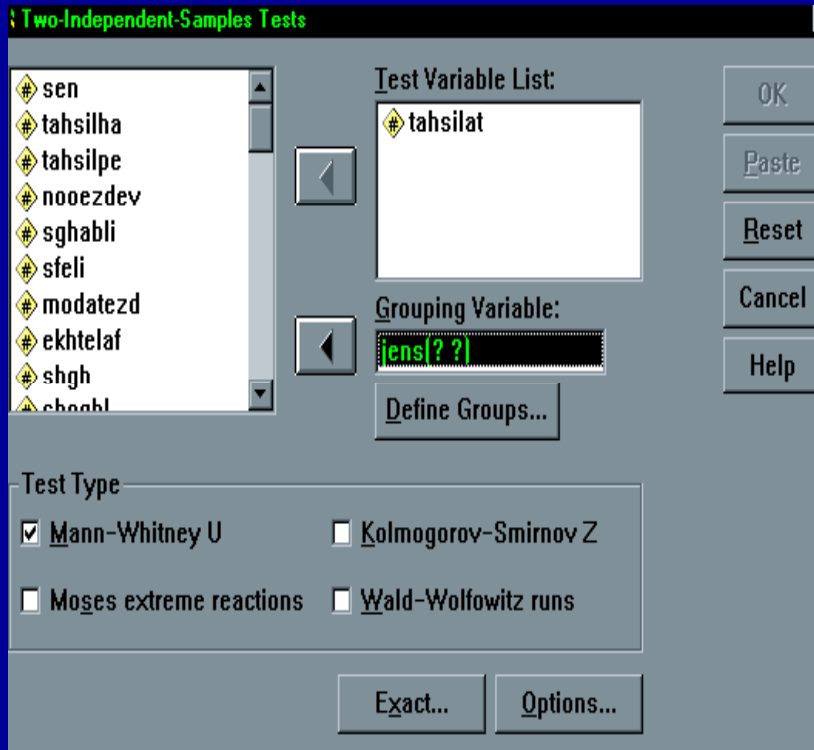 Two-Independent-Samples Tests
sen
tahsilha
tahsilpe
nooezdev
sghabli
sfeli
modatezd
ekhtelaf
shgh
Test Variable List:
tahsilat
Grouping Variable:
jens(? ?)
Define Groups...
OK
Paste
Reset
Cancel
Help
Test Type
Mann-Whitney U
Kolmogorov-Smirnov Z
Moses extreme reactions
Wald-Wolfowitz runs
Exact...
Options...